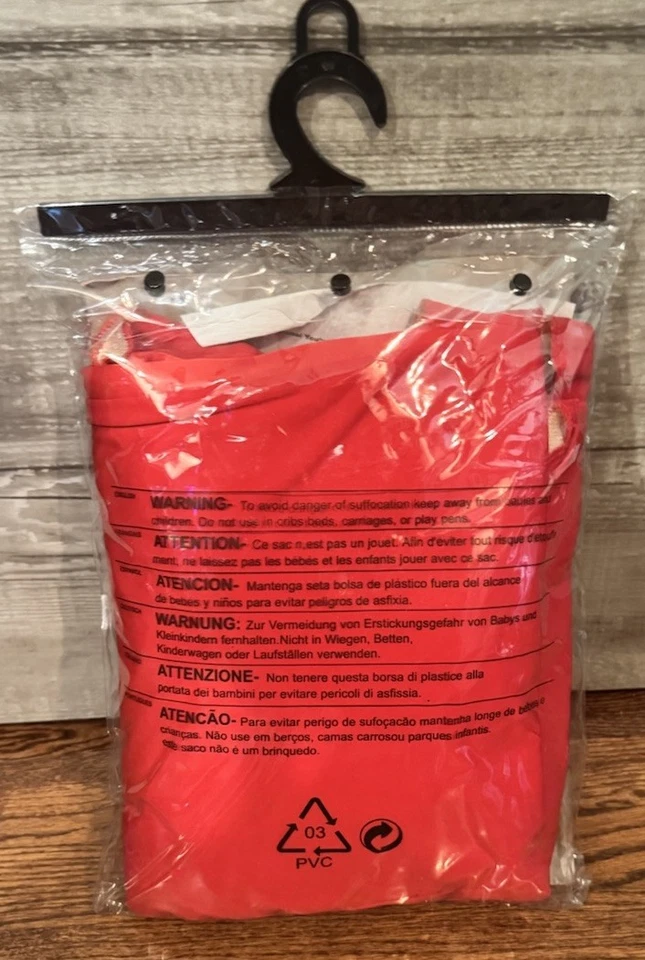 ENGLISH
WARNING- To avoid danger of suffocation keep away from babies and
children. Do not use in cribs beds, carriages, or play pens.
ATTENTION- Ce sac n,est pas un jouet. Afin d'eviter tout risque d'étouffe
ment, ne laissez pas les bébés et les enfants jouer avec ce sac.
ESPAÑOL
ATENCION- Mantenga seta bolsa de plástico fuera del alcance
de bebes y niños para evitar peligros de asfixia.
WARNUNG: Zur Vermeidung von Erstickungsgefahr von Babys und
Kleinkindern fernhalten.Nicht in Wiegen, Betten,
Kinderwagen oder Laufställen verwenden.
ATTENZIONE- Non tenere questa borsa di plastice alla
portata dei bambini per evitare pericoli di asfissia.
ATENCÃO- Para evitar perigo de sufoçacão mantenha longe de bebês e
crianças. Não use em berços, camas carrosou parques infantis.
este saco não é um brinquedo.
03
PVC